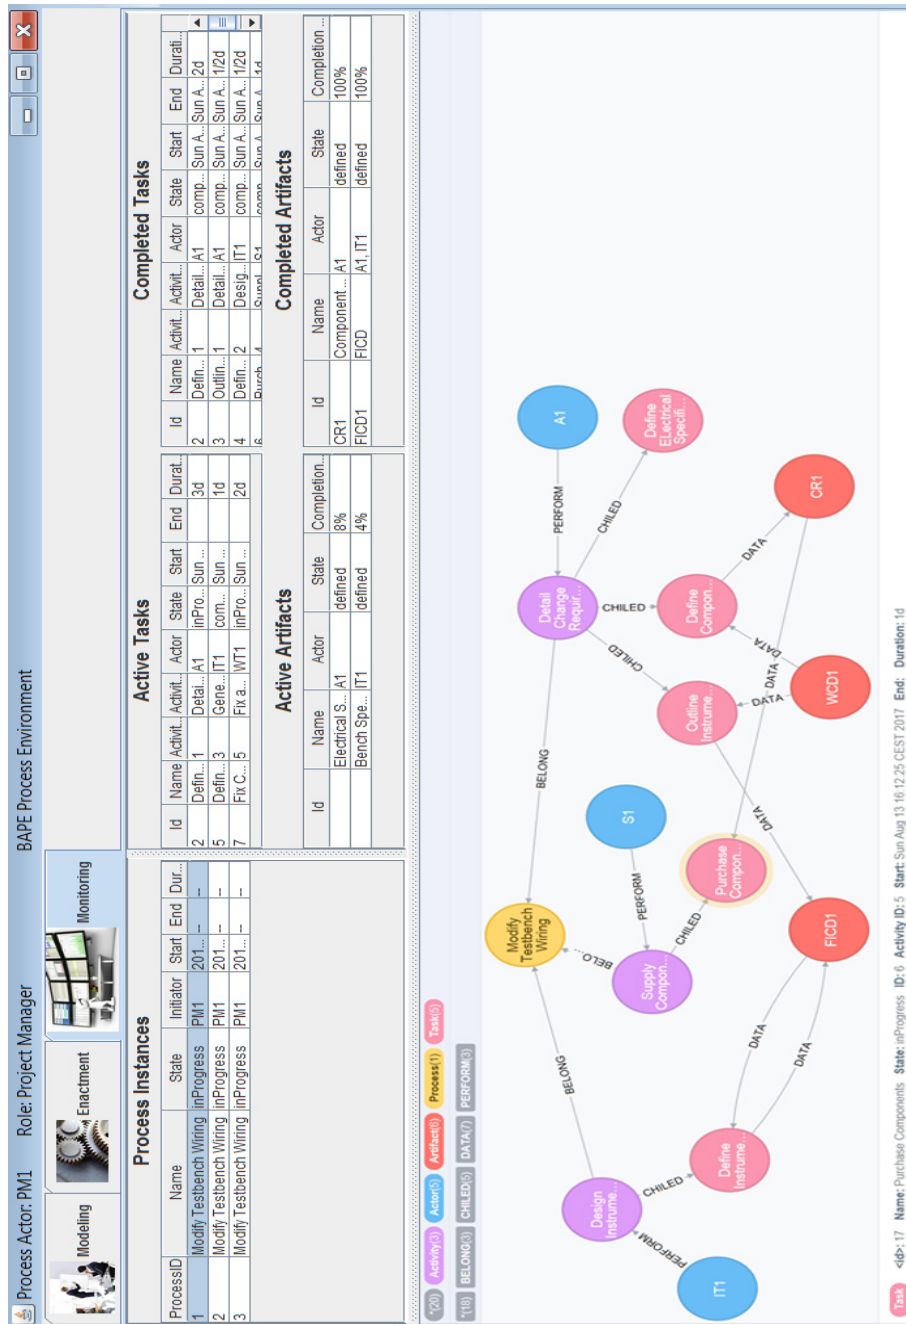 Process Actor: PM1 Role: Project Manager BAPE Process Environment
Modeling Enactment Monitoring
Process Instances
ProcessID Name State Initiator Start End Dur...
1 Modify Testbench Wiring inProgress PM1 201... -- --
2 Modify Testbench Wiring inProgress PM1 201... -- --
3 Modify Testbench Wiring inProgress PM1 201... -- --
Active Tasks
Id Name Activit... Activit... Actor State Start End Durat...
2 Defin... 1 Detai... A1 inPro... Sun ... 3d
5 Defin... 3 Gene... IT1 com... Sun ... 1d
7 Fix C... 5 Fix a... WT1 inPro... Sun ... 2d
Completed Tasks
Id Name Activit... Activit... Actor State Start End Durati...
2 Defin... 1 Detail... A1 comp... Sun A... Sun A... 2d
3 Outlin... 1 Detail... A1 comp... Sun A... Sun A... 1/2d
4 Defin... 2 Desig... IT1 comp... Sun A... Sun A... 1/2d
6 Purch... 4 Suppl... S1 comp... Sun A... Sun A... 1d
Active Artifacts
Id Name Actor State Completion...
Electrical S... A1 defined 8%
Bench Spe... IT1 defined 4%
Completed Artifacts
Id Name Actor State Completion ...
CR1 Component ... A1 defined 100%
FICD1 FICD A1, IT1 defined 100%
*(20) Activity(3) Actor(5) Artifact(6) Process(1) Task(5)
*(18) BELONG(3) CHILED(5) DATA(7) PERFORM(3)
Modify Testbench Wiring
BELONG
BELONG
BELO
Design Instrume...
PERFORM
IT1
CHILED
Define Instrume...
DATA
DATA
FICD1
Supply Compon...
PERFORM
S1
CHILED
Purchase Compon...
Detail Change Requir...
PERFORM
A1
CHILED
CHILED
CHILED
Outline Instrume...
Define Compon...
Define ELectrical Specifi...
DATA
DATA
DATA
DATA
DATA
WCD1
CR1
Task <id>: 17 Name: Purchase Components State: inProgress ID: 6 Activity ID: 5 Start: Sun Aug 13 16:12:25 CEST 2017 End: Duration: 1d